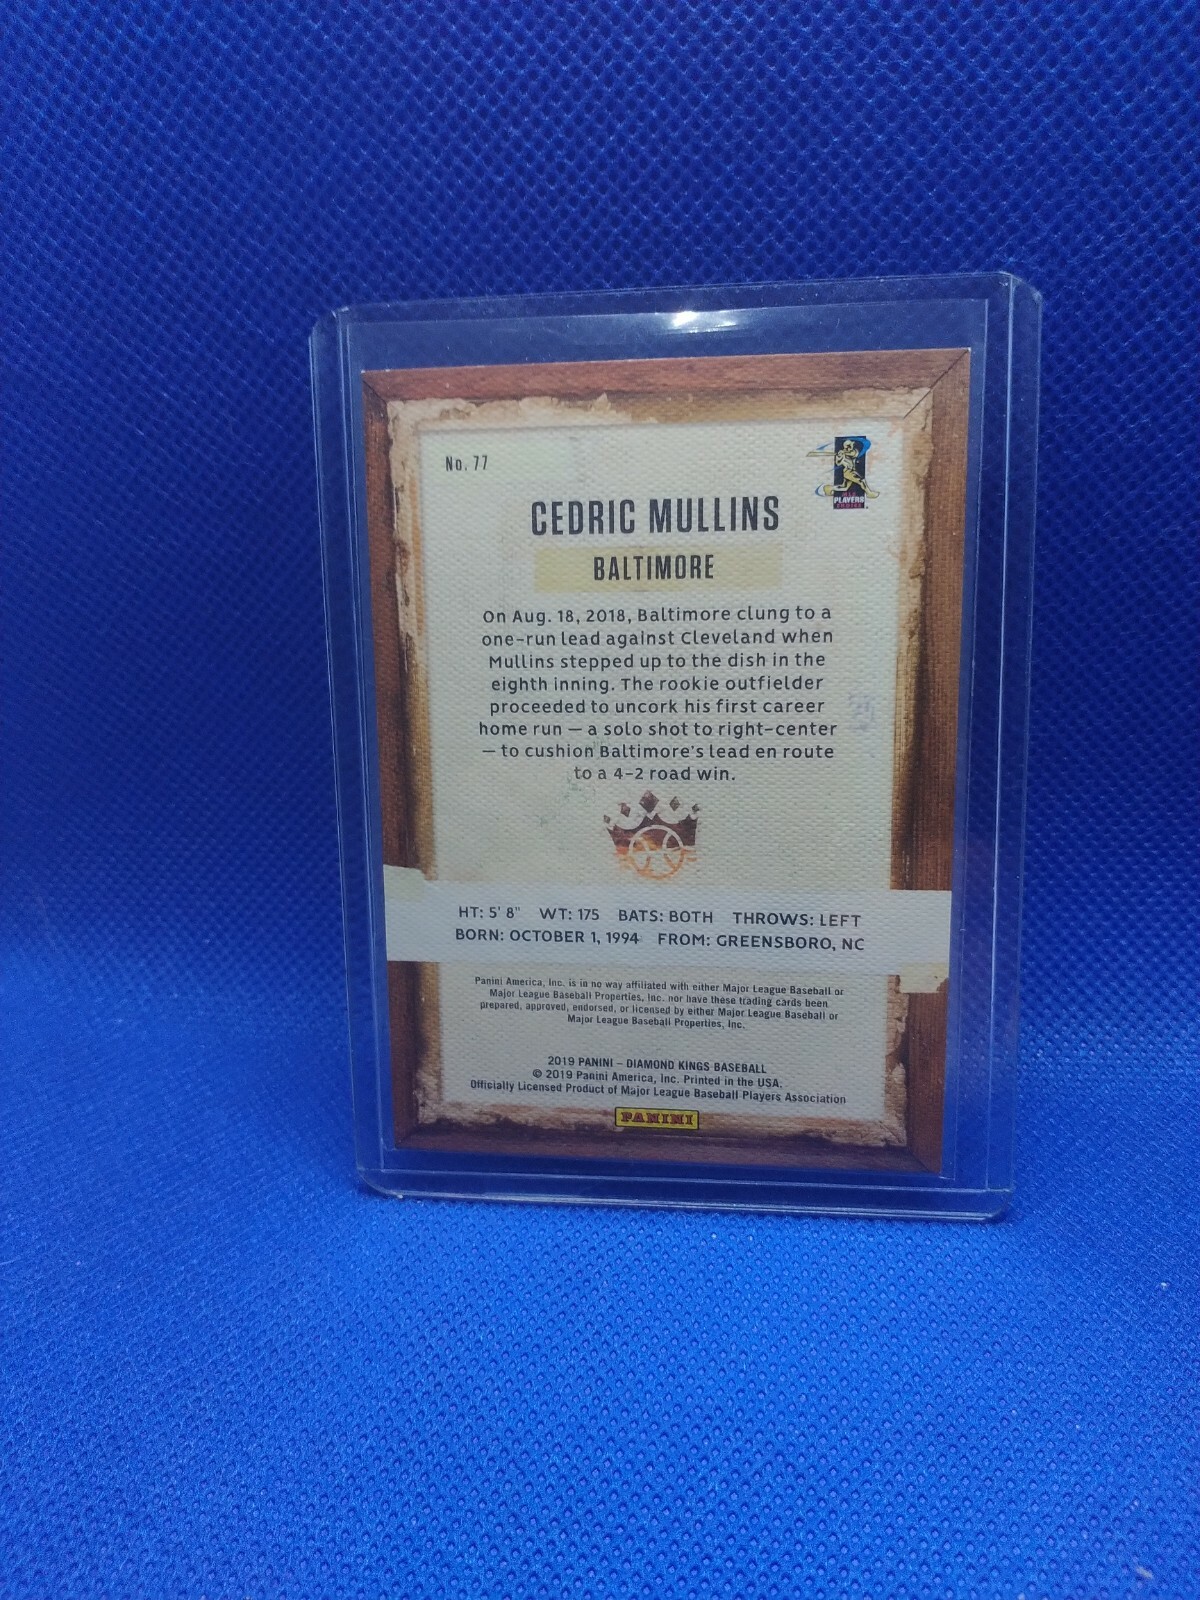 No. 77
MLB
PLAYERS
CHOICE
CEDRIC MULLINS
BALTIMORE
On Aug. 18, 2018, Baltimore clung to a
one-run lead against Cleveland when
Mullins stepped up to the dish in the
eighth inning. The rookie outfielder
proceeded to uncork his first career
home run — a solo shot to right-center
— to cushion Baltimore's lead en route
to a 4-2 road win.
HT: 5' 8" WT: 175 BATS: BOTH THROWS: LEFT
BORN: OCTOBER 1, 1994 FROM: GREENSBORO, NC
Panini America, Inc. is in no way affiliated with either Major League Baseball or
Major League Baseball Properties, Inc. nor have these trading cards been
prepared, approved, endorsed, or licensed by either Major League Baseball or
Major League Baseball Properties, Inc.
2019 PANINI – DIAMOND KINGS BASEBALL
© 2019 Panini America, Inc. Printed in the USA.
Officially Licensed Product of Major League Baseball Players Association
PANINI